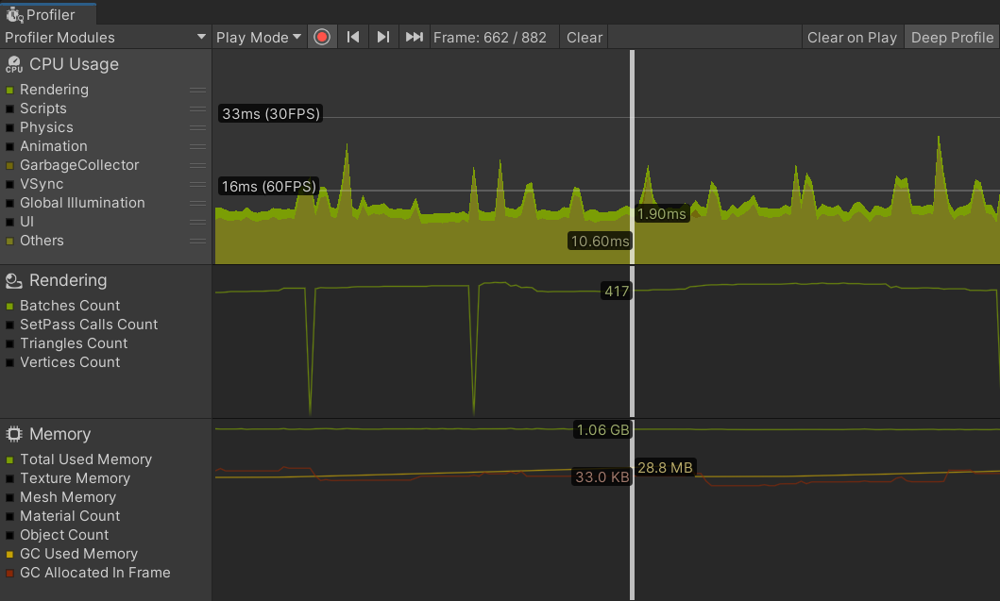 Profiler
Profiler Modules Play Mode Frame: 662 / 882 Clear Clear on Play Deep Profile
CPU CPU Usage
Rendering
Scripts
Physics
Animation
GarbageCollector
VSync
Global Illumination
UI
Others
33ms (30FPS)
16ms (60FPS)
1.90ms
10.60ms
Rendering
Batches Count
SetPass Calls Count
Triangles Count
Vertices Count
417
Memory
Total Used Memory
Texture Memory
Mesh Memory
Material Count
Object Count
GC Used Memory
GC Allocated In Frame
1.06 GB
28.8 MB
33.0 KB